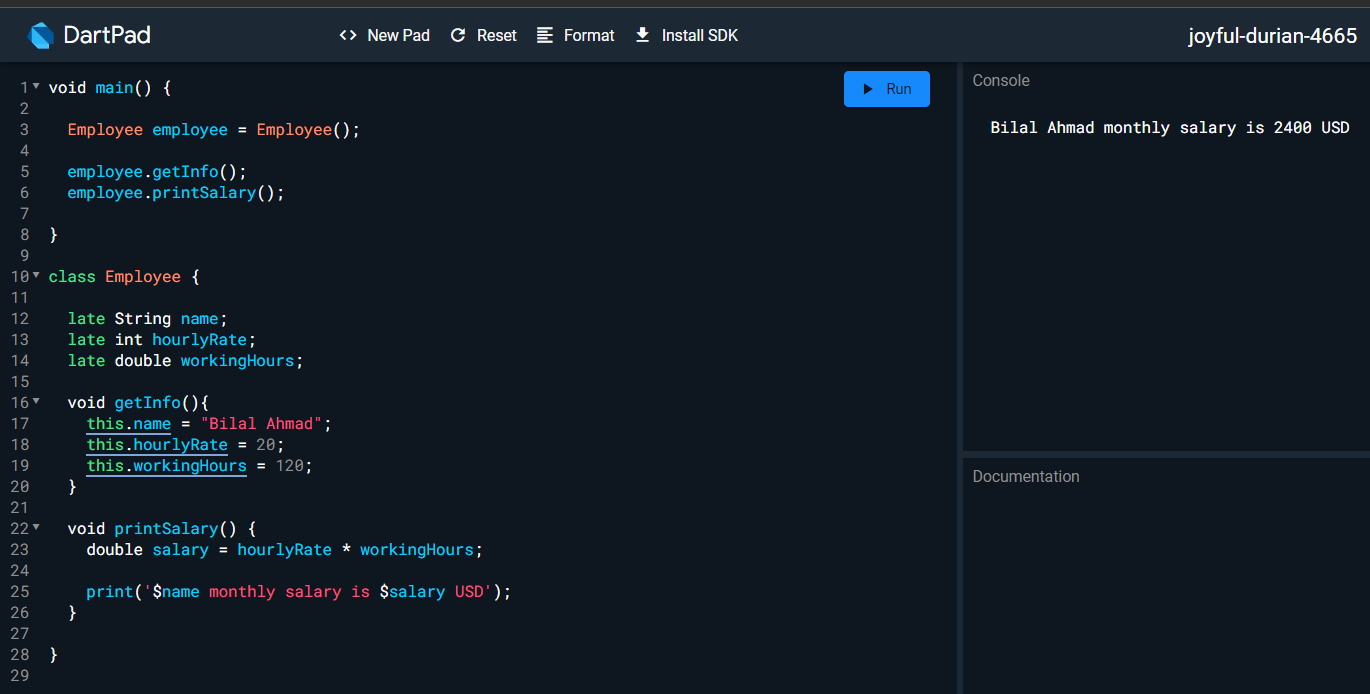 DartPad
<> New Pad
Reset
Format
Install SDK
joyful-durian-4665
1 void main() {
2
3   Employee employee = Employee();
4
5   employee.getInfo();
6   employee.printSalary();
7
8 }
9
10 class Employee {
11
12   late String name;
13   late int hourlyRate;
14   late double workingHours;
15
16   void getInfo(){
17     this.name = "Bilal Ahmad";
18     this.hourlyRate = 20;
19     this.workingHours = 120;
20   }
21
22   void printSalary() {
23     double salary = hourlyRate * workingHours;
24
25     print('$name monthly salary is $salary USD');
26   }
27
28 }
29
Run
Console
Bilal Ahmad monthly salary is 2400 USD
Documentation